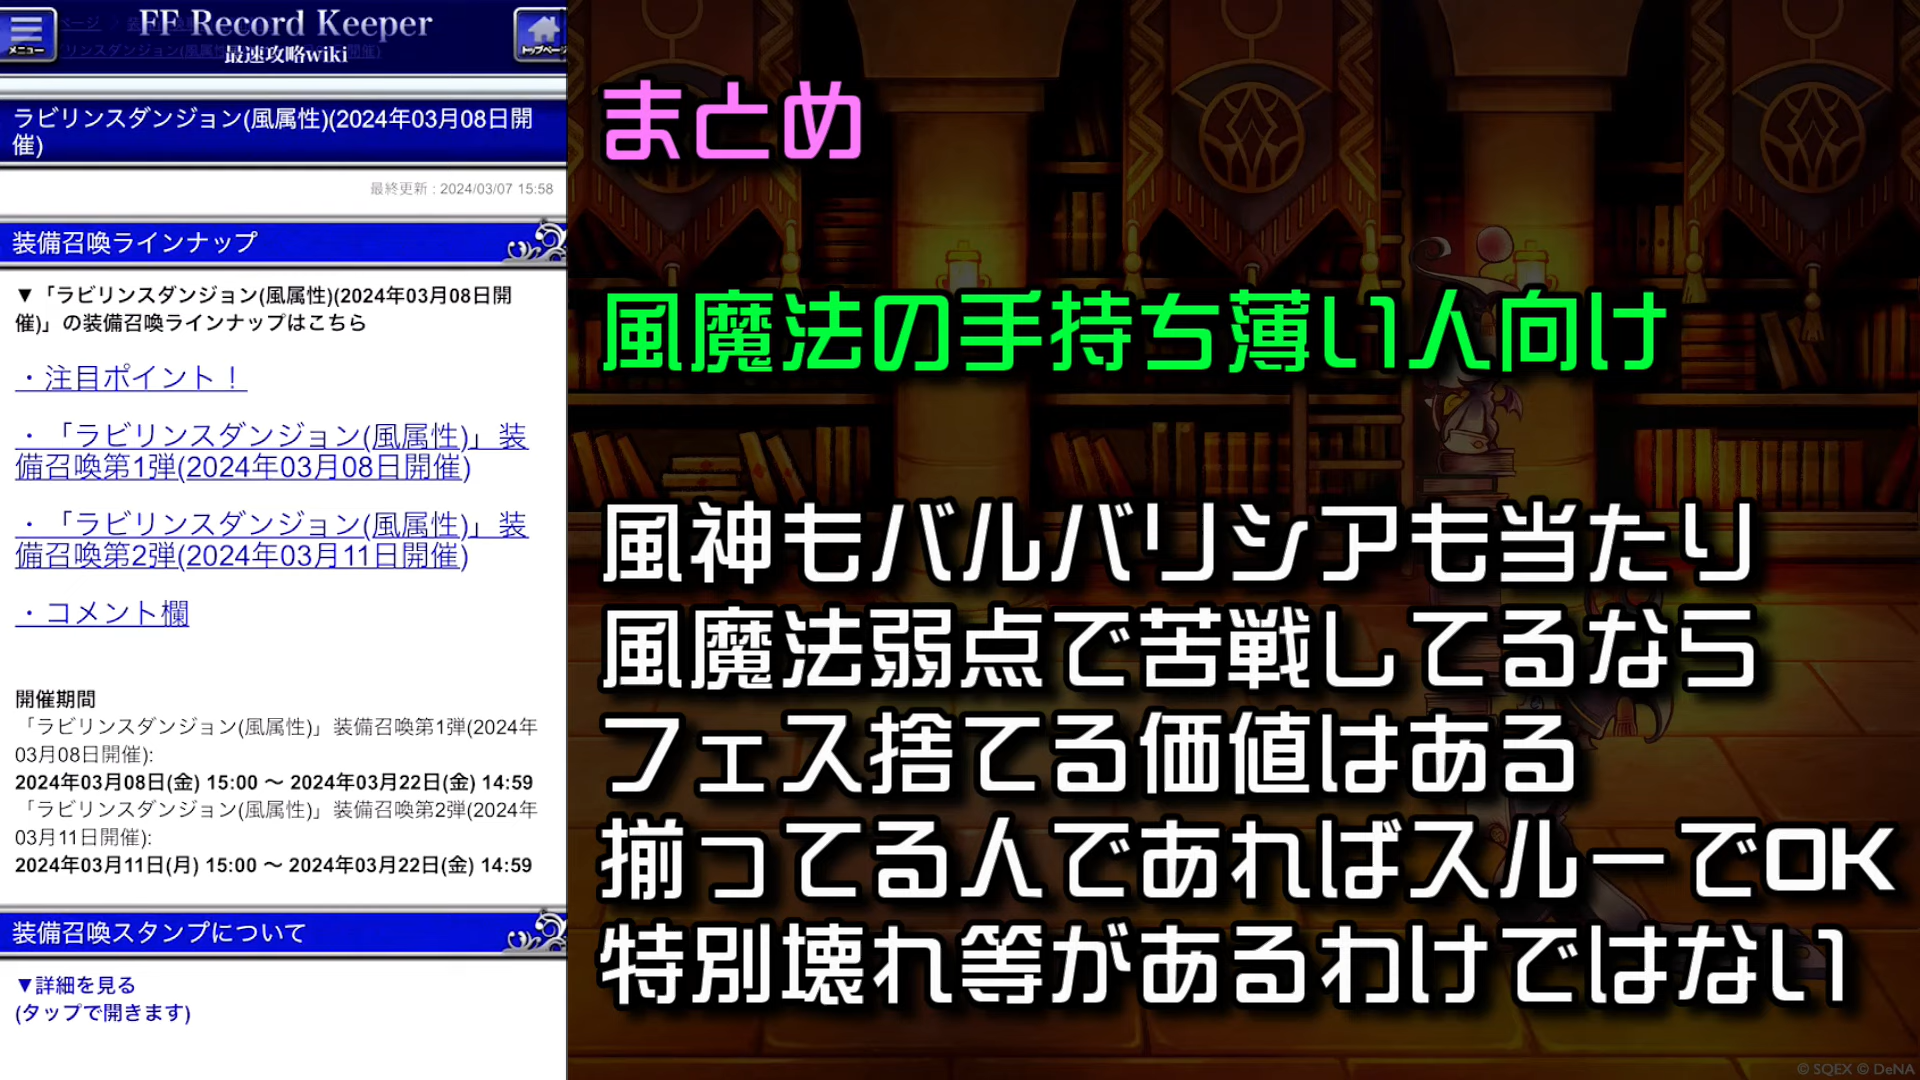 メニュー
FF Record Keeper
最速攻略wiki
トップページ
ラビリンスダンジョン(風属性)(2024年03月08日開
催)
最終更新 : 2024/03/07 15:58
装備召喚ラインナップ
▼「ラビリンスダンジョン(風属性)(2024年03月08日開
催)」の装備召喚ラインナップはこちら
・注目ポイント！
・「ラビリンスダンジョン(風属性)」装
備召喚第1弾(2024年03月08日開催)
・「ラビリンスダンジョン(風属性)」装
備召喚第2弾(2024年03月11日開催)
・コメント欄
開催期間
「ラビリンスダンジョン(風属性)」装備召喚第1弾(2024年
03月08日開催):
2024年03月08日(金) 15:00 〜 2024年03月22日(金) 14:59
「ラビリンスダンジョン(風属性)」装備召喚第2弾(2024年
03月11日開催):
2024年03月11日(月) 15:00 〜 2024年03月22日(金) 14:59
装備召喚スタンプについて
▼詳細を見る
(タップで開きます)
まとめ
風魔法の手持ち薄い人向け
風神もバルバリシアも当たり
風魔法弱点で苦戦してるなら
フェス捨てる価値はある
揃ってる人であればスルーでOK
特別壊れ等があるわけではない
© SQEX © DeNA